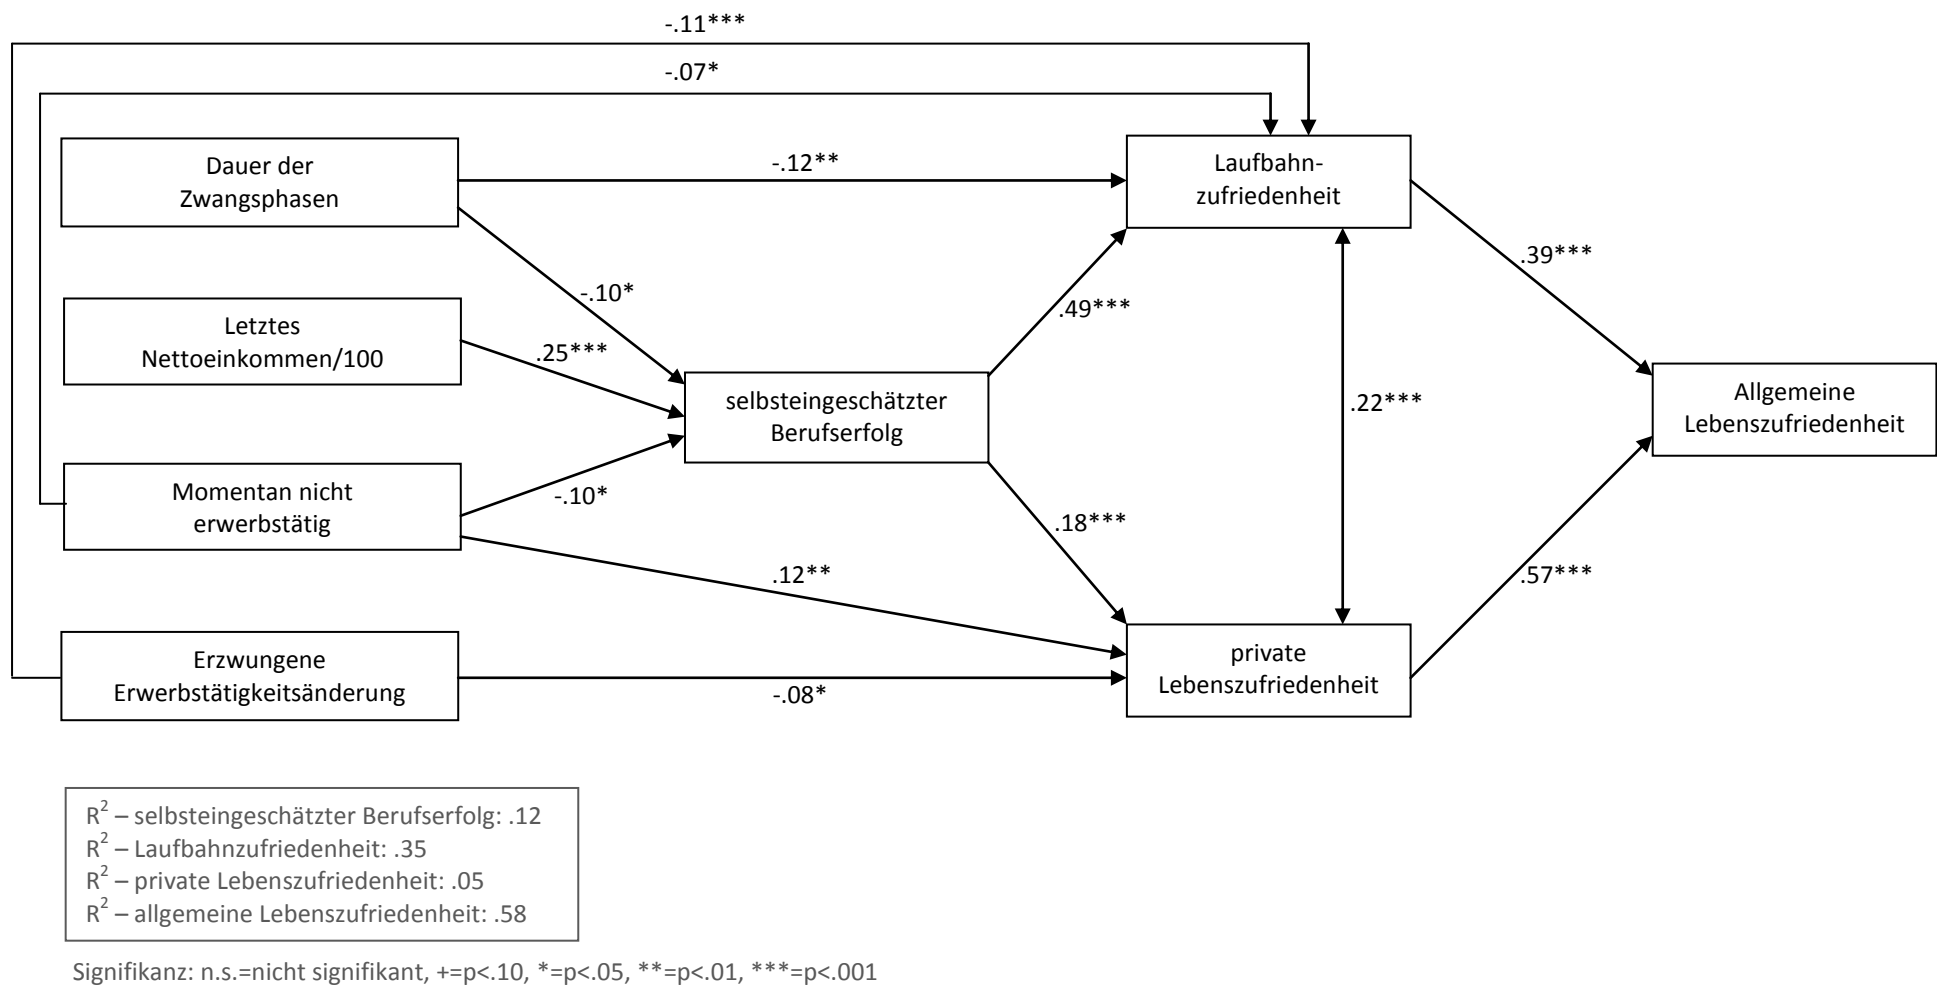 -.11***
-.07*
Dauer der
Zwangsphasen
-.12**
Laufbahn-
zufriedenheit
.39***
-.10*
.49***
Letztes
Nettoeinkommen/100
.25***
selbsteingeschätzter
Berufserfolg
.22***
Allgemeine
Lebenszufriedenheit
Momentan nicht
erwerbstätig
-.10*
.18***
.12**
.57***
Erzwungene
Erwerbstätigkeitsänderung
-.08*
private
Lebenszufriedenheit
R² – selbsteingeschätzter Berufserfolg: .12
R² – Laufbahnzufriedenheit: .35
R² – private Lebenszufriedenheit: .05
R² – allgemeine Lebenszufriedenheit: .58
Signifikanz: n.s.=nicht signifikant, +=p<.10, *=p<.05, **=p<.01, ***=p<.001